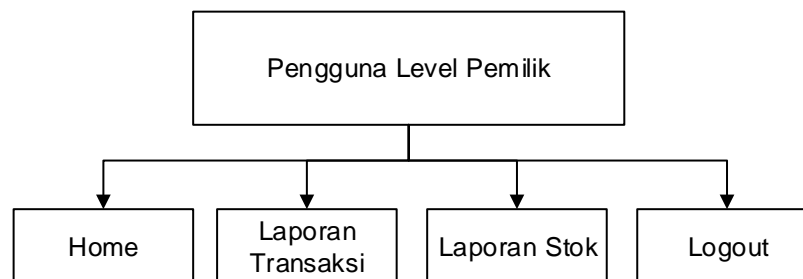 Pengguna Level Pemilik
Home
Laporan
Transaksi
Laporan Stok
Logout